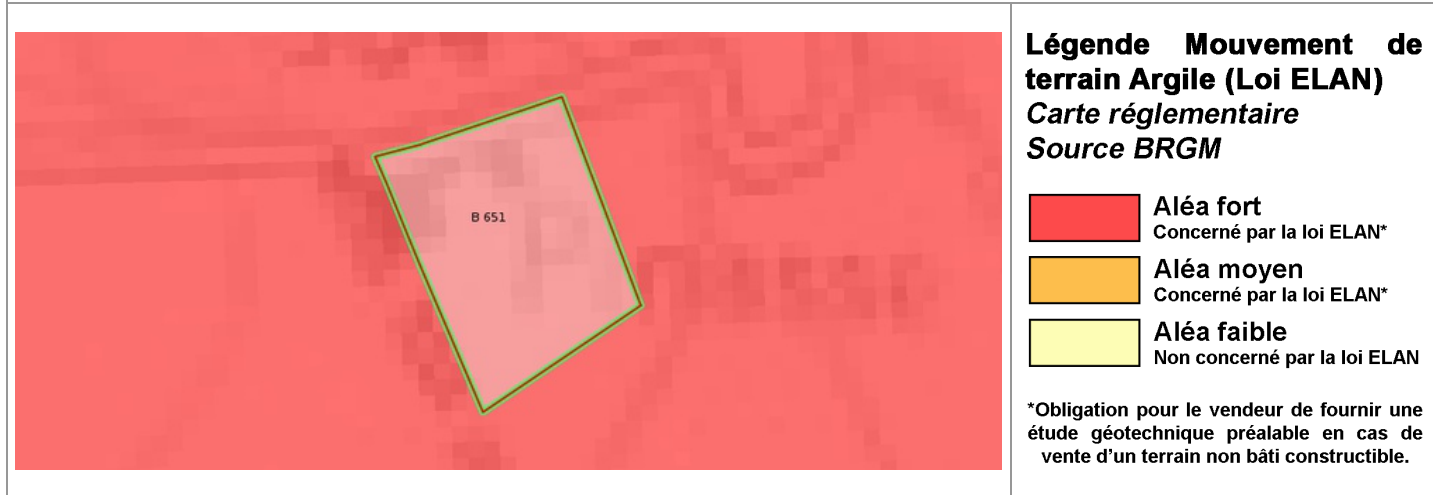 B 651
Légende Mouvement de
terrain Argile (Loi ELAN)
Carte réglementaire
Source BRGM
Aléa fort
Concerné par la loi ELAN*
Aléa moyen
Concerné par la loi ELAN*
Aléa faible
Non concerné par la loi ELAN
*Obligation pour le vendeur de fournir une
étude géotechnique préalable en cas de
vente d’un terrain non bâti constructible.